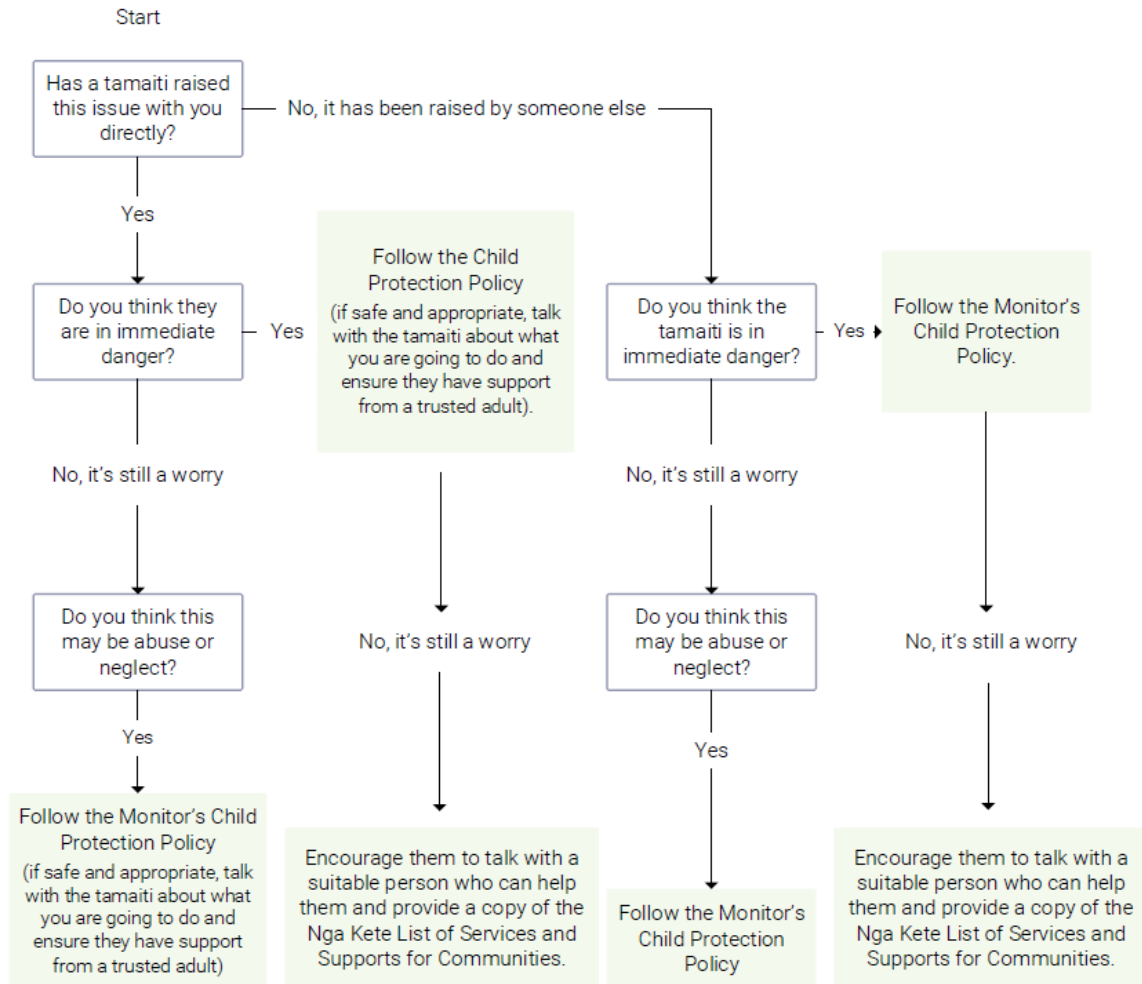 Start
Has a tamaiti raised
this issue with you
directly?
No, it has been raised by someone else
Yes
Do you think they
are in immediate
danger?
Yes
Follow the Child
Protection Policy
(if safe and appropriate, talk
with the tamaiti about what
you are going to do and
ensure they have support
from a trusted adult).
Do you think the
tamaiti is in
immediate danger?
Yes
Follow the Monitor's
Child Protection
Policy.
No, it's still a worry
No, it's still a worry
Do you think this
may be abuse or
neglect?
No, it's still a worry
Do you think this
may be abuse or
neglect?
No, it's still a worry
Yes
Yes
Follow the Monitor's Child
Protection Policy
(if safe and appropriate, talk
with the tamaiti about what
you are going to do and
ensure they have support
from a trusted adult)
Encourage them to talk with a
suitable person who can help
them and provide a copy of the
Nga Kete List of Services and
Supports for Communities.
Follow the Monitor's
Child Protection
Policy
Encourage them to talk with a
suitable person who can help
them and provide a copy of the
Nga Kete List of Services and
Supports for Communities.